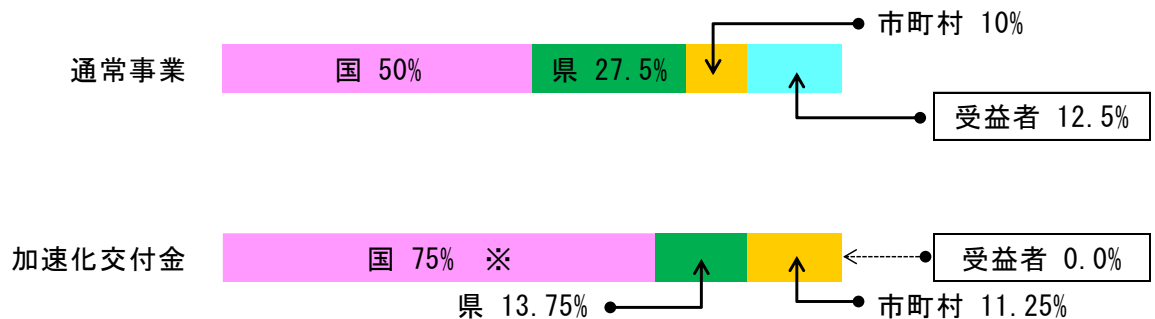 市町村 10%
通常事業
国 50%
県 27.5%
受益者 12.5%
加速化交付金
国 75% ※
受益者 0.0%
県 13.75%
市町村 11.25%